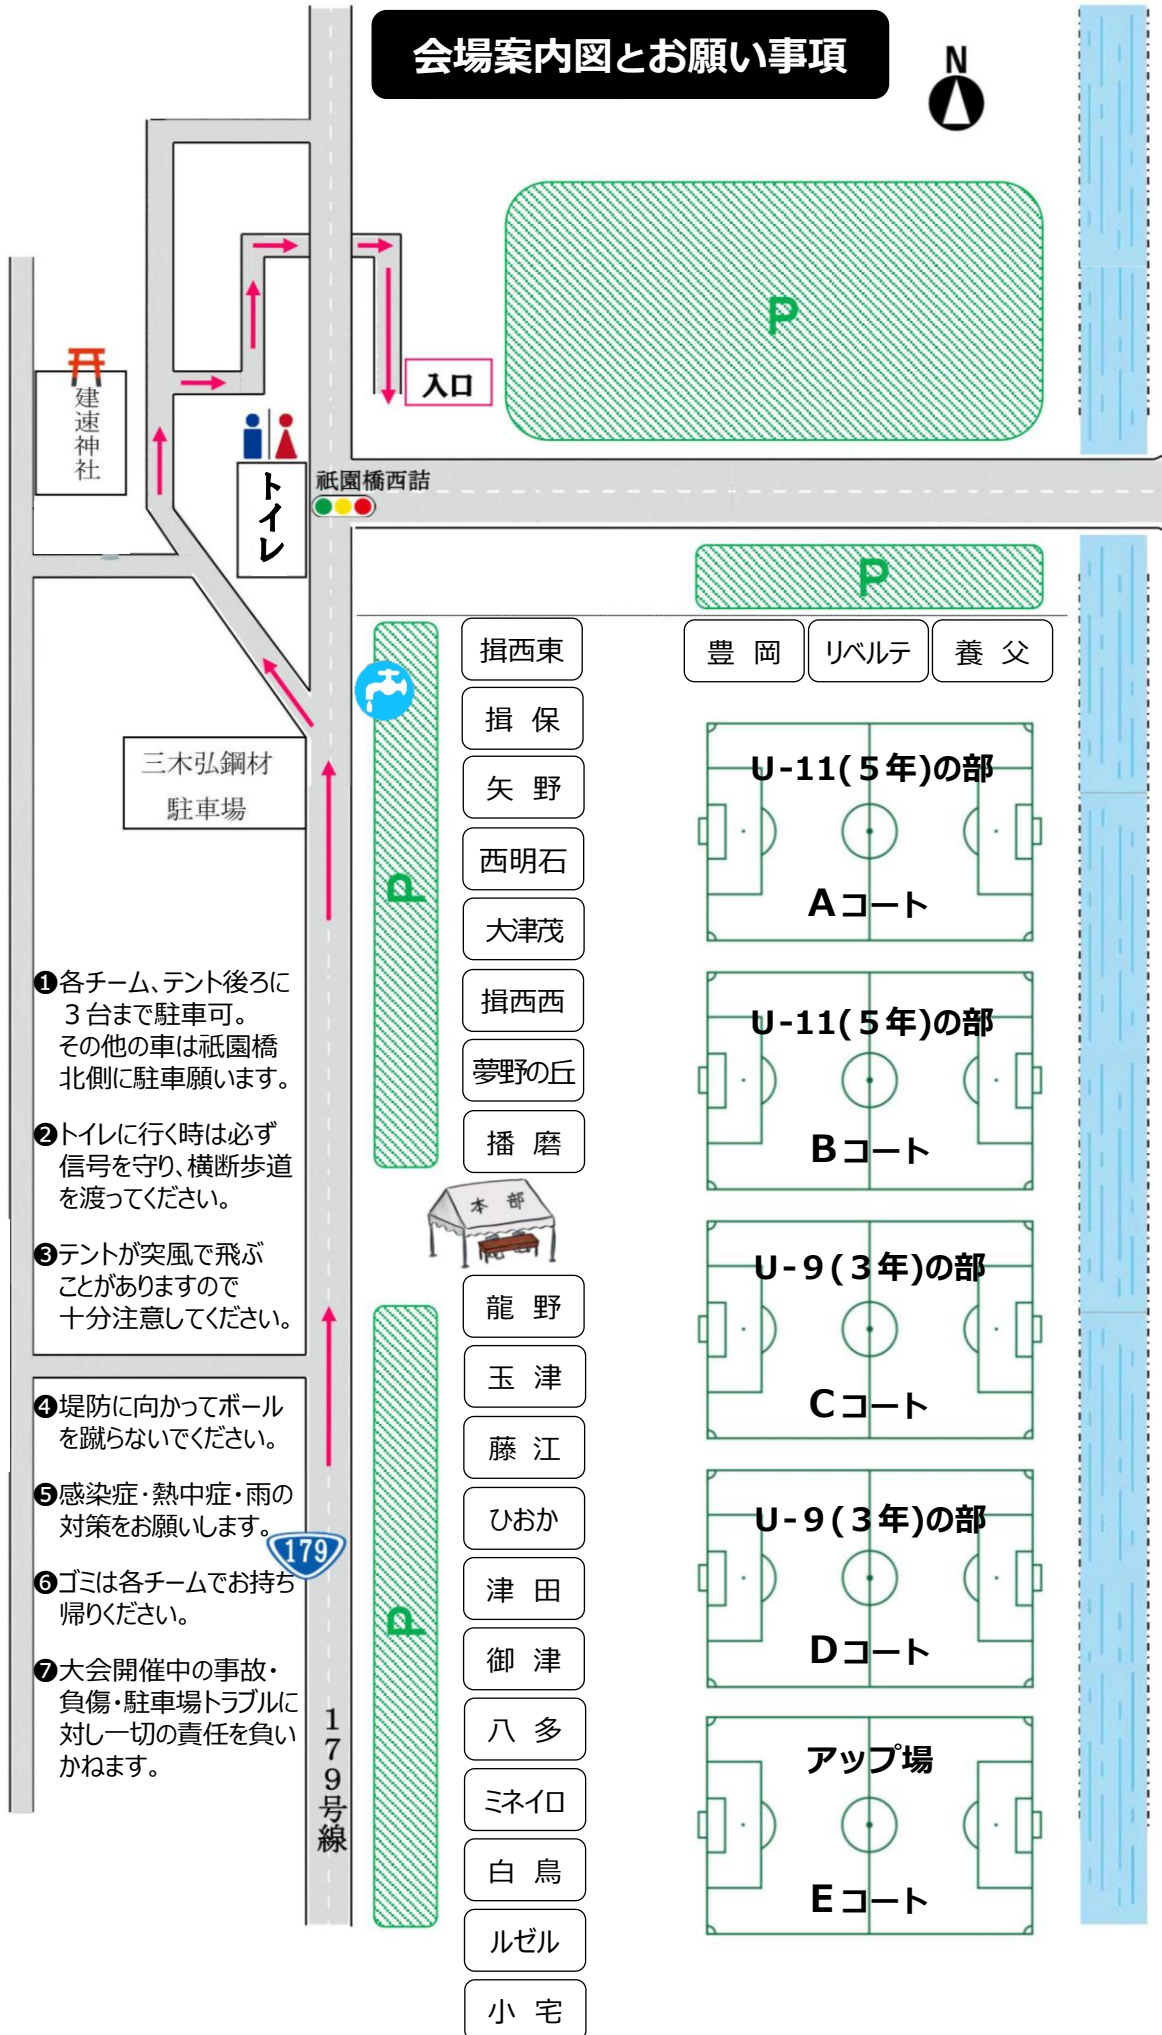 会場案内図とお願い事項
N
P
入口
建速神社
トイレ
祇園橋西詰
P
揖西東
豊 岡
リベルテ
養 父
揖 保
矢 野
西明石
大津茂
揖西西
夢野の丘
播 磨
P
三木弘鋼材
駐車場
U-11(5年)の部
Aコート
U-11(5年)の部
Bコート
❶各チーム、テント後ろに
3台まで駐車可。
その他の車は祇園橋
北側に駐車願います。
❷トイレに行く時は必ず
信号を守り、横断歩道
を渡ってください。
❸テントが突風で飛ぶ
ことがありますので
十分注意してください。
❹堤防に向かってボール
を蹴らないでください。
❺感染症・熱中症・雨の
対策をお願いします。
❻ゴミは各チームでお持ち
帰りください。
❼大会開催中の事故・
負傷・駐車場トラブルに
対し一切の責任を負い
かねます。
本 部
U-9(3年)の部
Cコート
U-9(3年)の部
Dコート
アップ場
Eコート
179
179号線
P
龍 野
玉 津
藤 江
ひおか
津 田
御 津
八 多
ミネイロ
白 鳥
ルゼル
小 宅